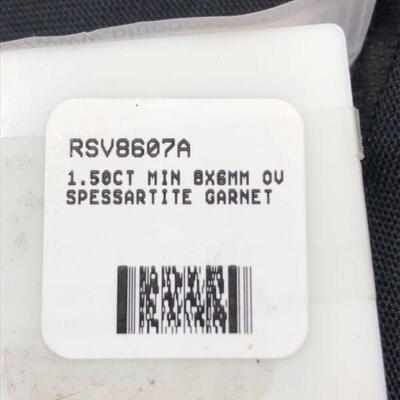 RSV8607A
1.50CT MIN 8X6MM OV
SPESSARTITE GARNET